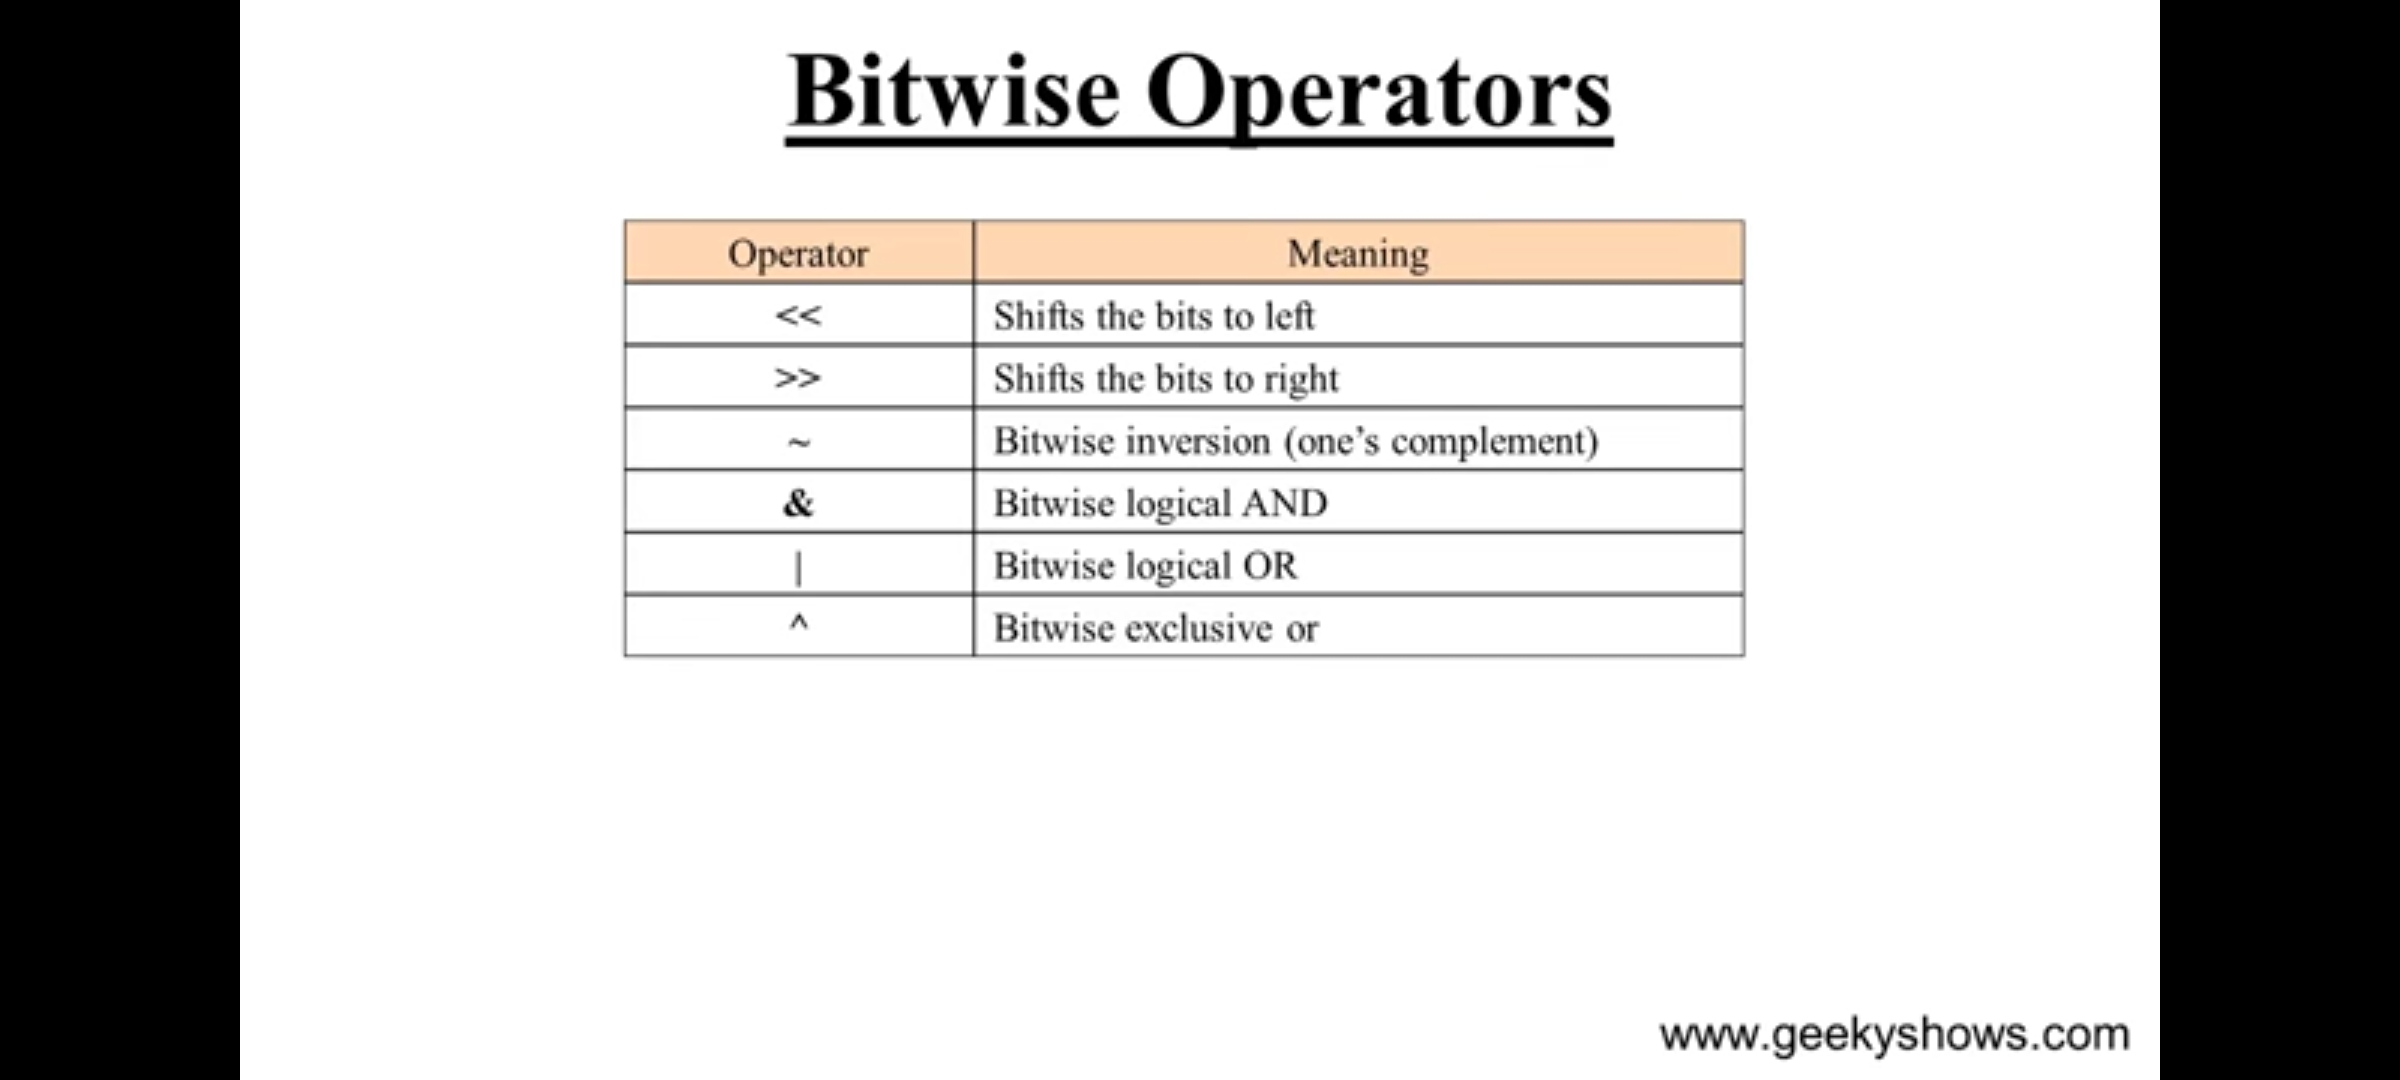 Bitwise Operators
Operator Meaning
<< Shifts the bits to left
>> Shifts the bits to right
~ Bitwise inversion (one’s complement)
& Bitwise logical AND
| Bitwise logical OR
^ Bitwise exclusive or
www.geekyshows.com